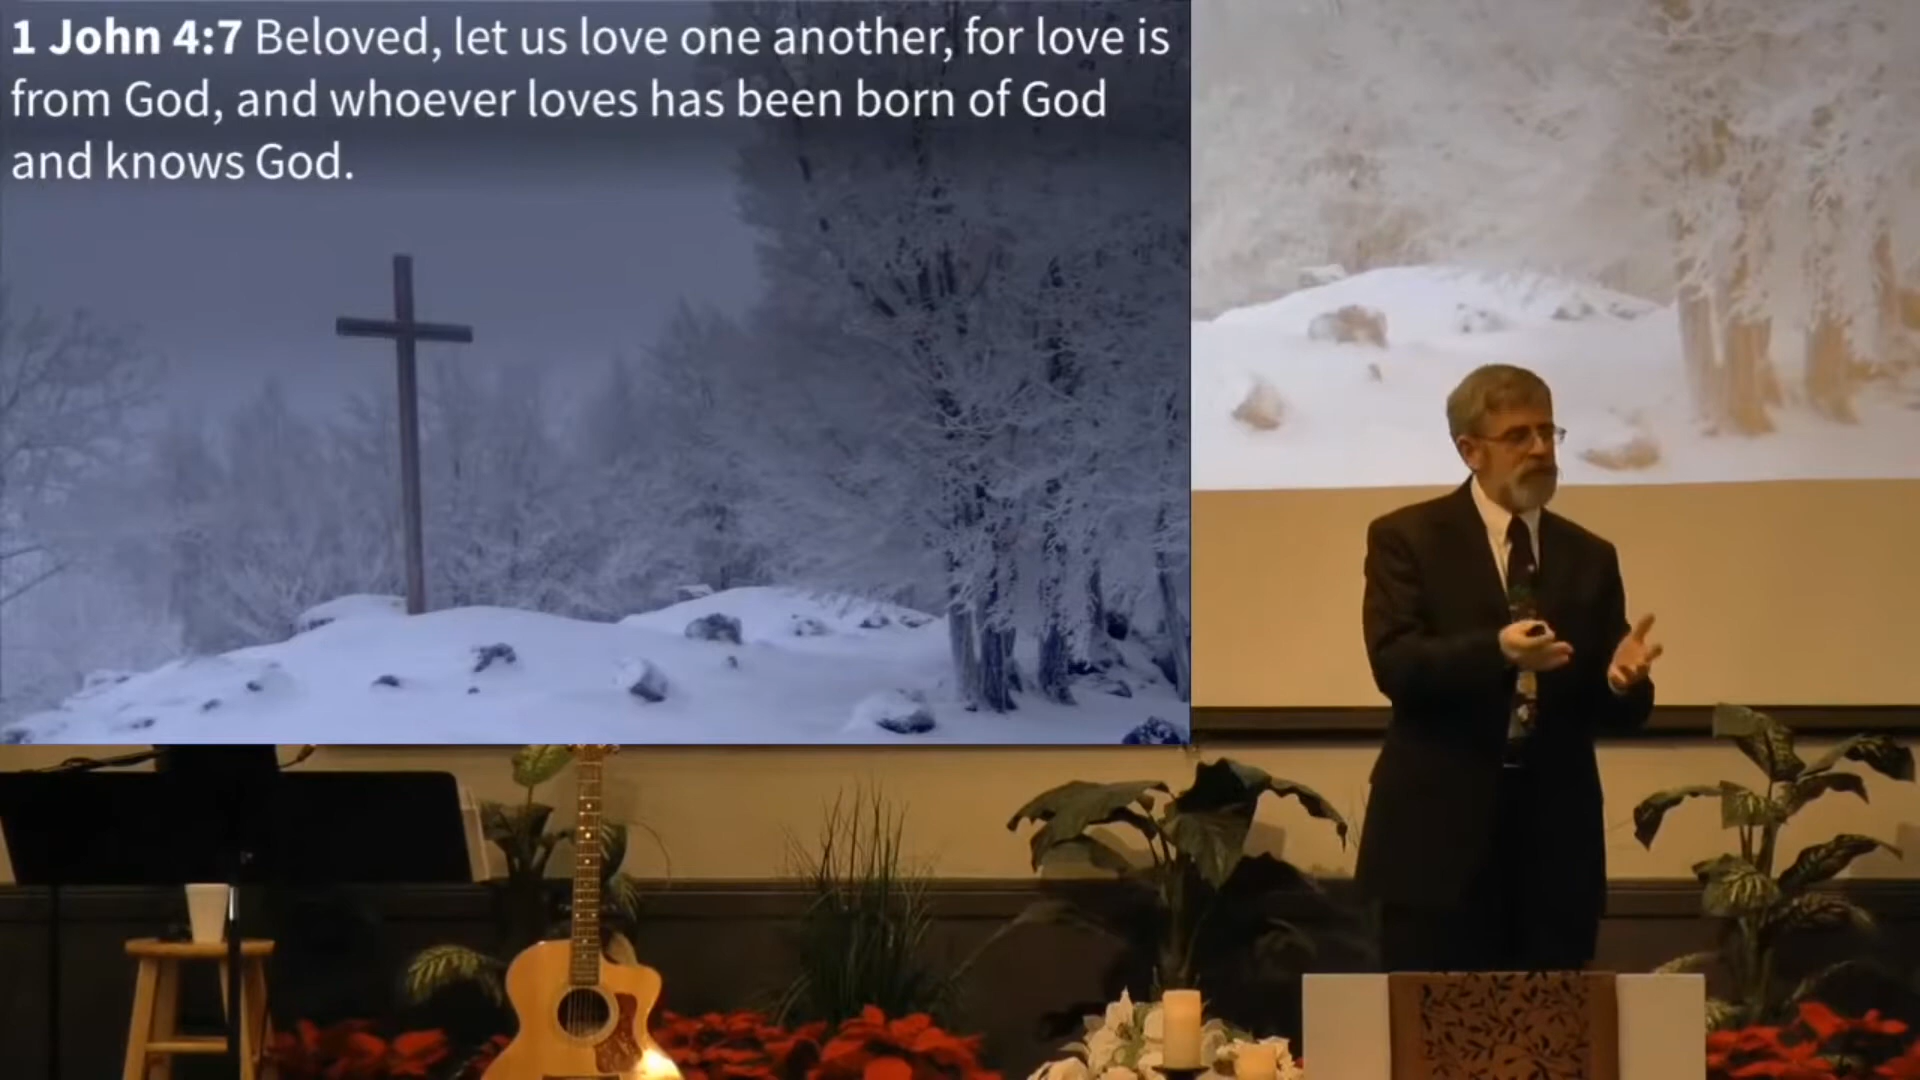 1 John 4:7 Beloved, let us love one another, for love is
from God, and whoever loves has been born of God
and knows God.